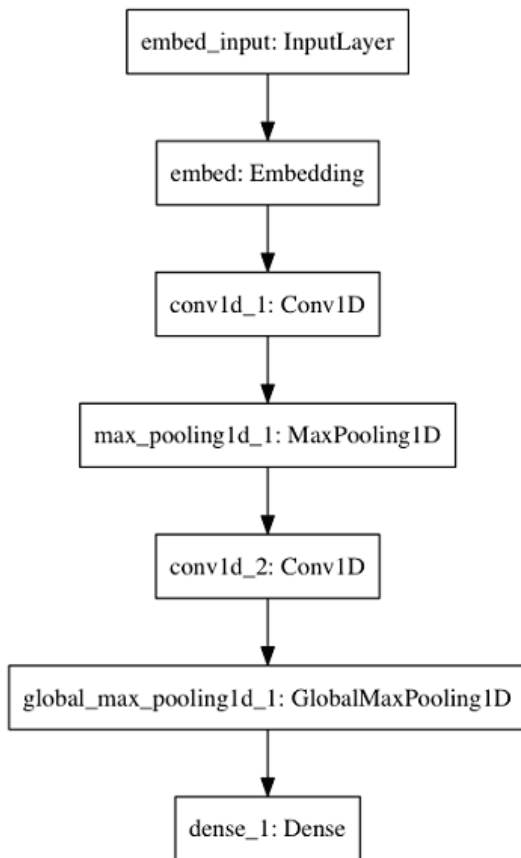 embed_input: InputLayer
embed: Embedding
conv1d_1: Conv1D
max_pooling1d_1: MaxPooling1D
conv1d_2: Conv1D
global_max_pooling1d_1: GlobalMaxPooling1D
dense_1: Dense